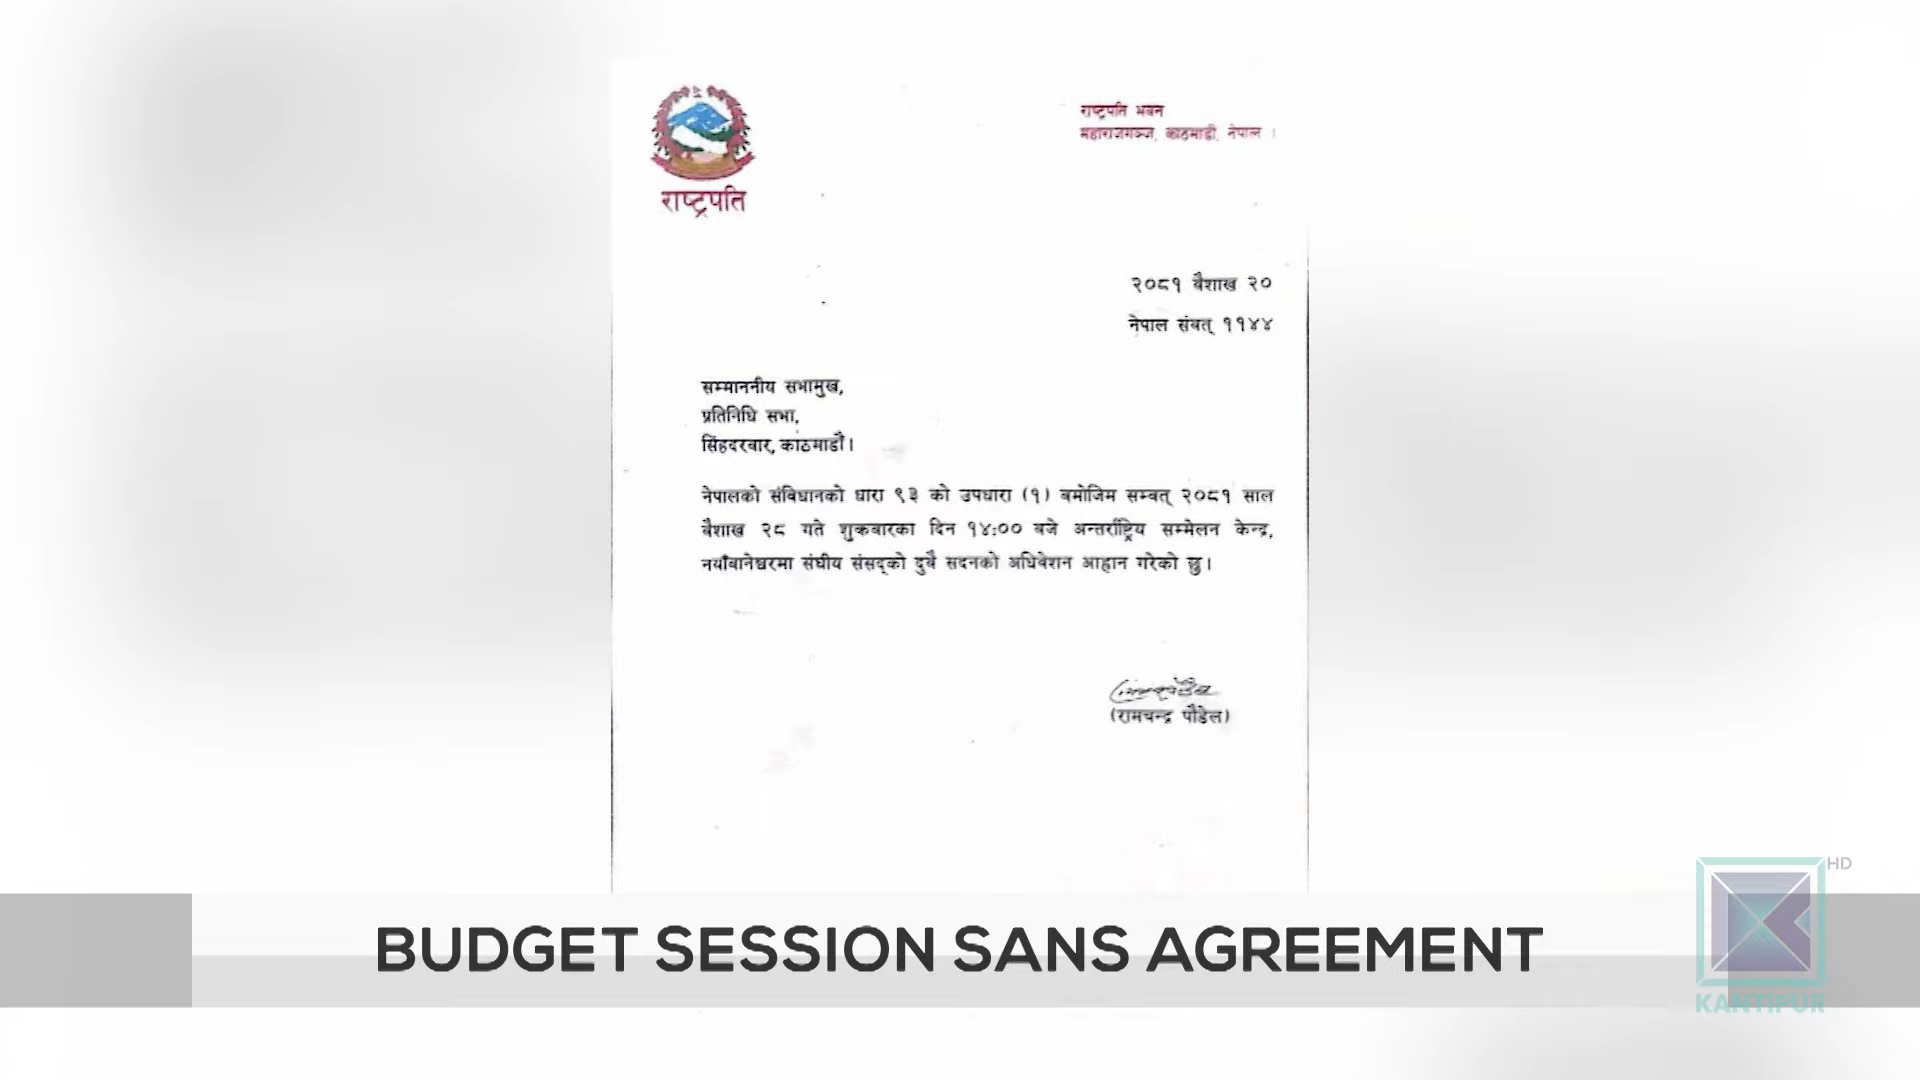 राष्ट्रपति
राष्ट्रपति भवन
महाराजगञ्ज, काठमाडौं, नेपाल ।
२०८१ बैशाख २०
नेपाल संबत् ११४४
सम्माननीय सभामुख,
प्रतिनिधि सभा,
सिंहदरबार, काठमाडौं।
नेपालको संविधानको धारा ९३ को उपधारा (१) बमोजिम सम्बत् २०८१ साल
बैशाख २८ गते शुक्रबारका दिन १४:०० बजे अन्तर्राष्ट्रिय सम्मेलन केन्द्र,
नयाँबानेश्वरमा संघीय संसद्को दुबै सदनको अधिवेशन आह्वान गरेको छु।
(रामचन्द्र पौडेल)
BUDGET SESSION SANS AGREEMENT
HD
KANTIPUR